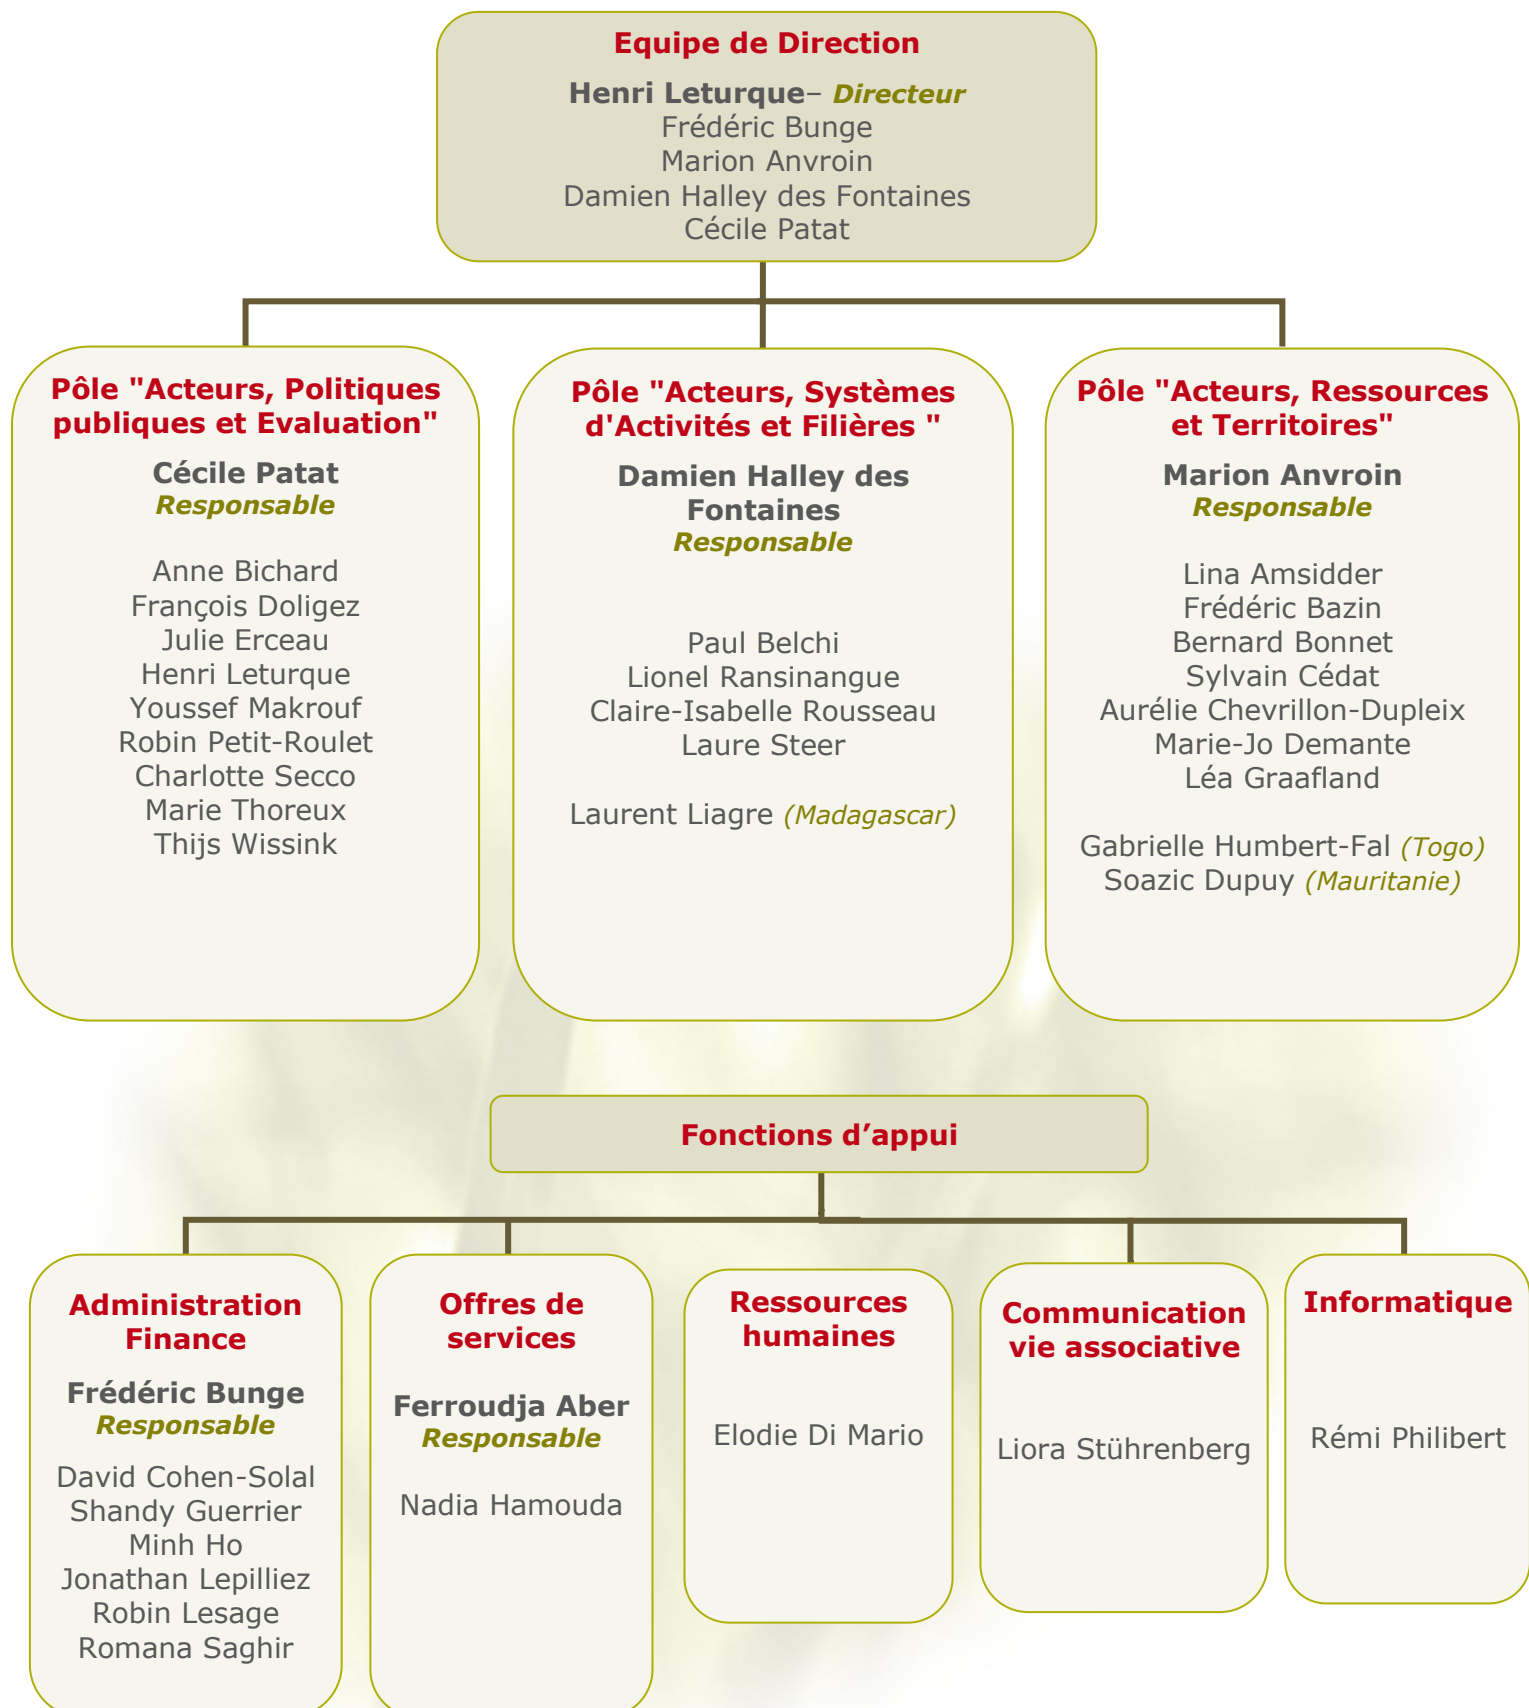 Equipe de Direction
Henri Leturque– Directeur
Frédéric Bunge
Marion Anvroin
Damien Halley des Fontaines
Cécile Patat
Pôle "Acteurs, Politiques
publiques et Evaluation"
Cécile Patat
Responsable
Anne Bichard
François Doligez
Julie Erceau
Henri Leturque
Youssef Makrouf
Robin Petit-Roulet
Charlotte Secco
Marie Thoreux
Thijs Wissink
Pôle "Acteurs, Systèmes
d'Activités et Filières "
Damien Halley des
Fontaines
Responsable
Paul Belchi
Lionel Ransinangue
Claire-Isabelle Rousseau
Laure Steer
Laurent Liagre (Madagascar)
Pôle "Acteurs, Ressources
et Territoires"
Marion Anvroin
Responsable
Lina Amsidder
Frédéric Bazin
Bernard Bonnet
Sylvain Cédat
Aurélie Chevrillon-Dupleix
Marie-Jo Demante
Léa Graafland
Gabrielle Humbert-Fal (Togo)
Soazic Dupuy (Mauritanie)
Fonctions d’appui
Administration
Finance
Frédéric Bunge
Responsable
David Cohen-Solal
Shandy Guerrier
Minh Ho
Jonathan Lepilliez
Robin Lesage
Romana Saghir
Offres de
services
Ferroudja Aber
Responsable
Nadia Hamouda
Ressources
humaines
Elodie Di Mario
Communication
vie associative
Liora Stührenberg
Informatique
Rémi Philibert